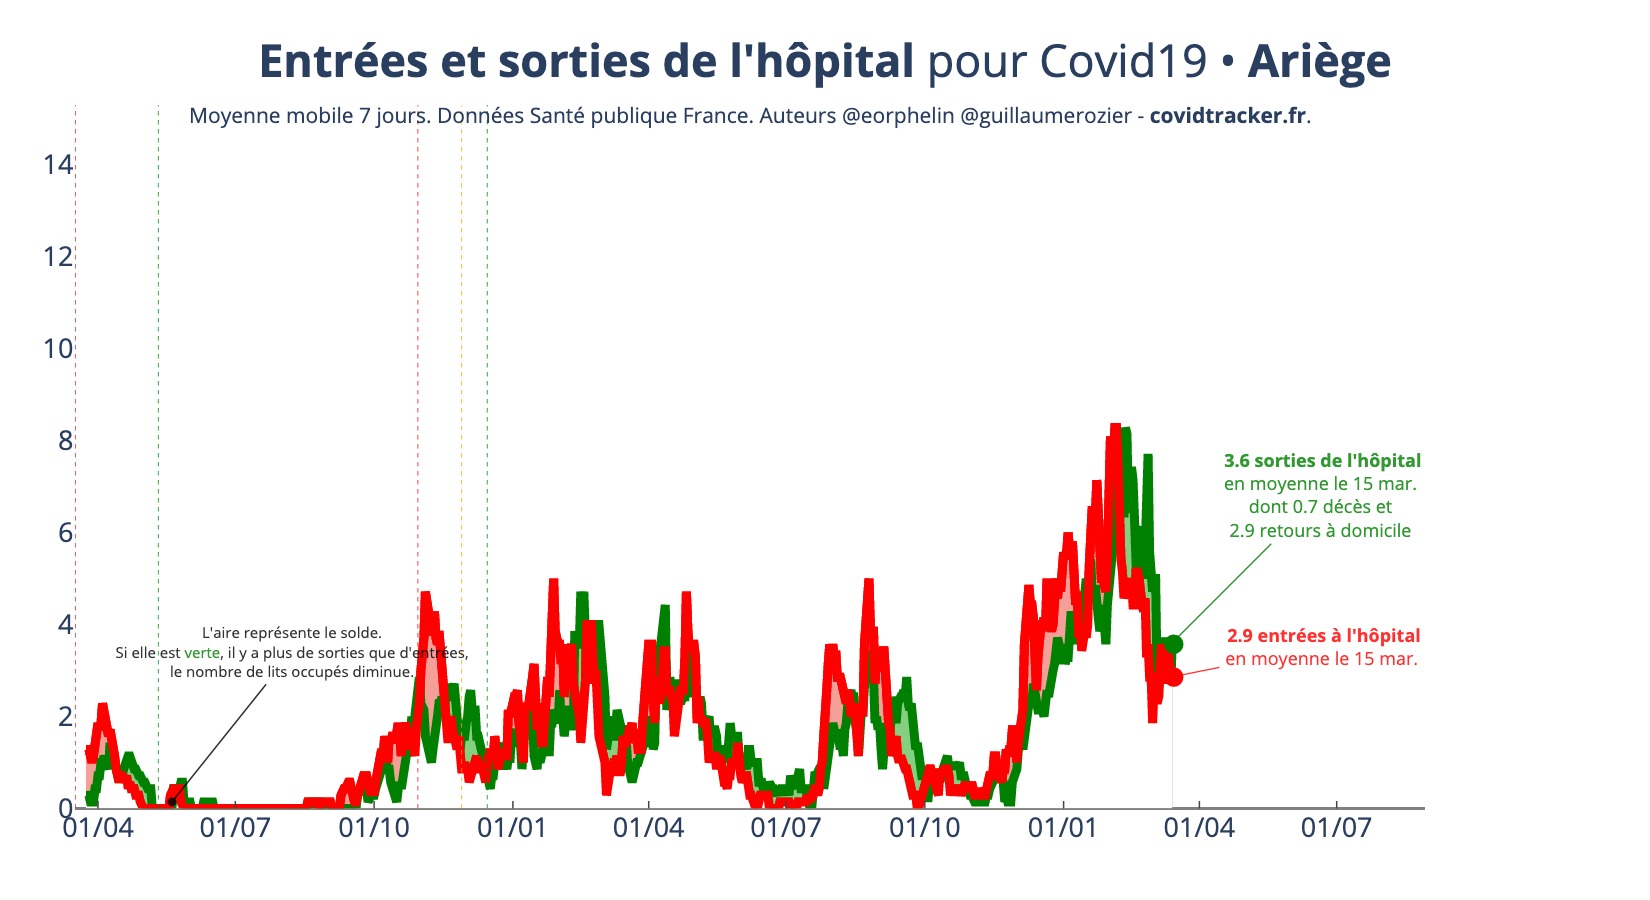 Entrées et sorties de l'hôpital pour Covid19 • Ariège
Moyenne mobile 7 jours. Données Santé publique France. Auteurs @eorphelin @guillaumerozier - covidtracker.fr.
14
12
10
8
6
4
2
0
3.6 sorties de l'hôpital
en moyenne le 15 mar.
dont 0.7 décès et
2.9 retours à domicile
2.9 entrées à l'hôpital
en moyenne le 15 mar.
L'aire représente le solde.
Si elle est verte, il y a plus de sorties que d'entrées,
le nombre de lits occupés diminue.
01/04 01/07 01/10 01/01 01/04 01/07 01/10 01/01 01/04 01/07